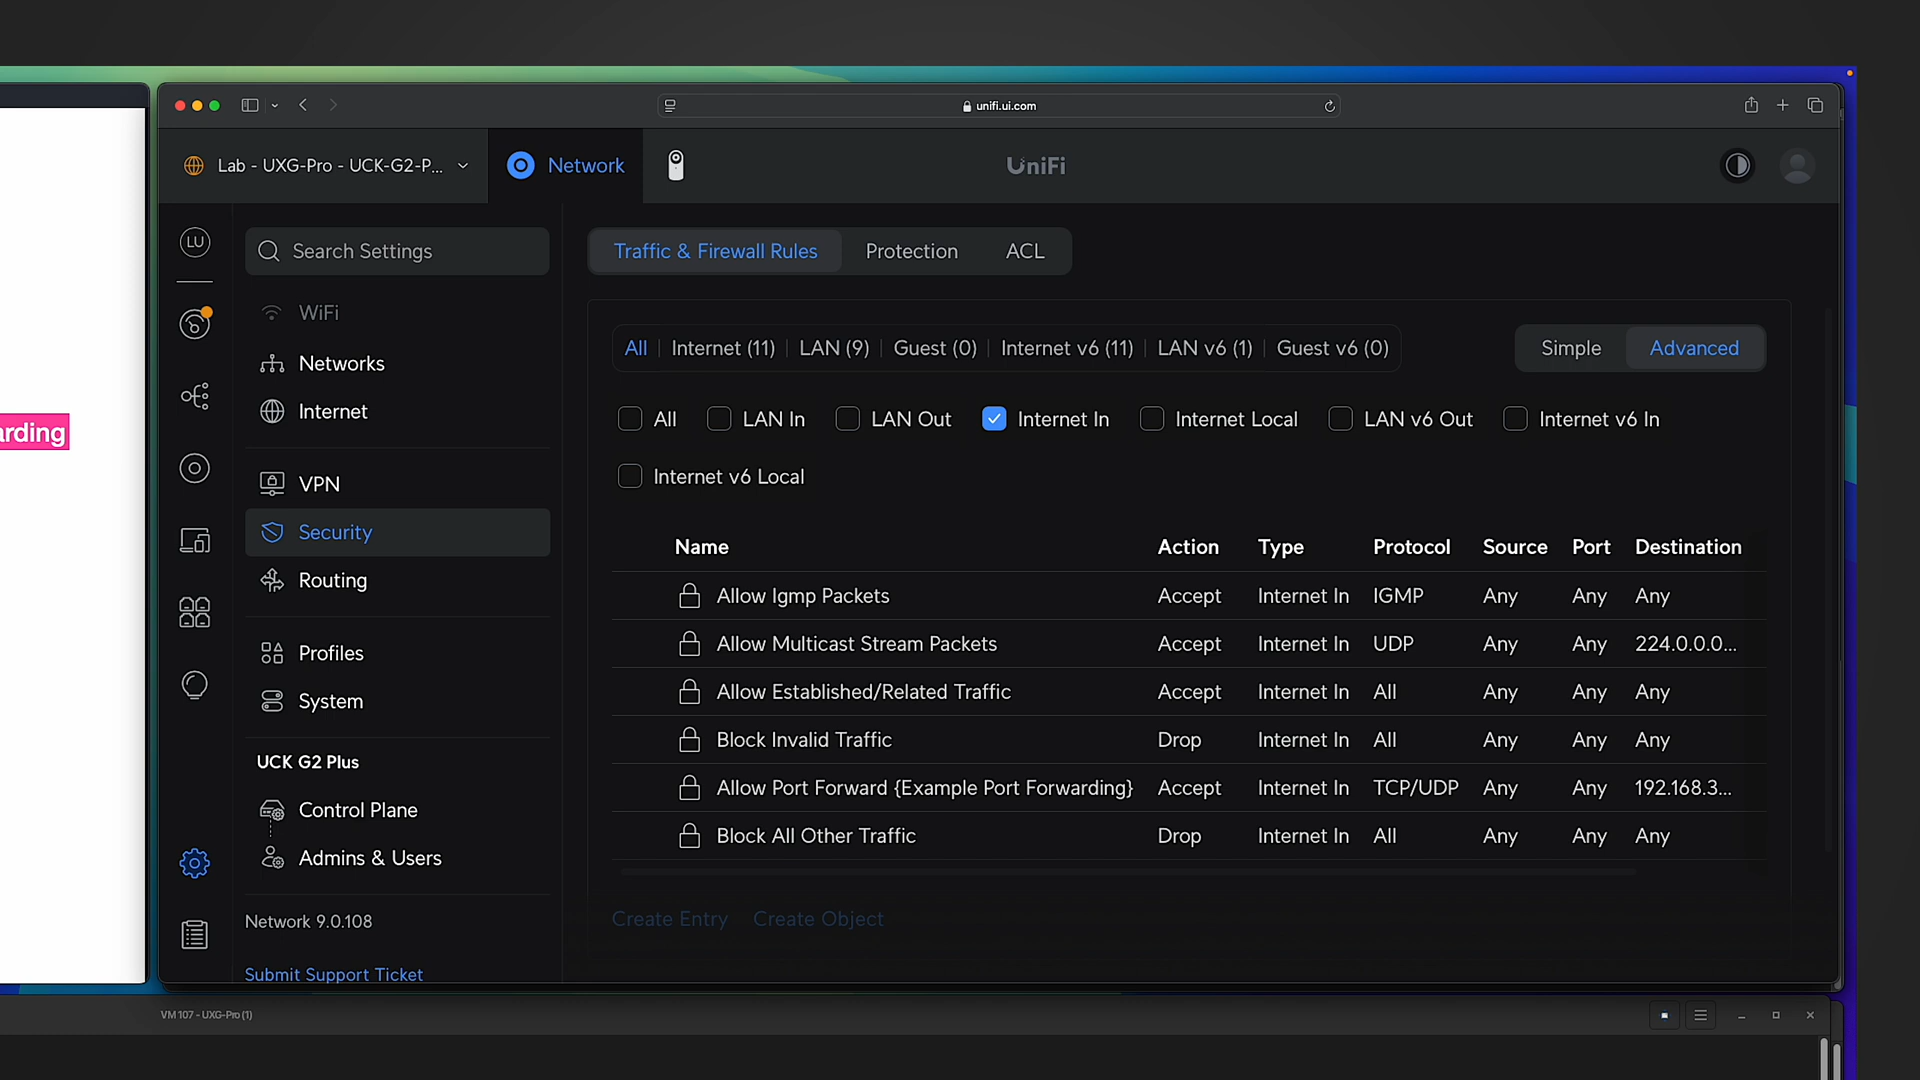 unifi.ui.com
Lab - UXG-Pro - UCK-G2-P...
Network
UniFi
LU
Search Settings
WiFi
Networks
Internet
VPN
Security
Routing
Profiles
System
UCK G2 Plus
Control Plane
Admins & Users
Network 9.0.108
Submit Support Ticket
arding
Traffic & Firewall Rules Protection ACL
All Internet (11) LAN (9) Guest (0) Internet v6 (11) LAN v6 (1) Guest v6 (0) Simple Advanced
All LAN In LAN Out Internet In Internet Local LAN v6 Out Internet v6 In
Internet v6 Local
Name Action Type Protocol Source Port Destination
Allow Igmp Packets Accept Internet In IGMP Any Any Any
Allow Multicast Stream Packets Accept Internet In UDP Any Any 224.0.0.0...
Allow Established/Related Traffic Accept Internet In All Any Any Any
Block Invalid Traffic Drop Internet In All Any Any Any
Allow Port Forward {Example Port Forwarding} Accept Internet In TCP/UDP Any Any 192.168.3...
Block All Other Traffic Drop Internet In All Any Any Any
Create Entry Create Object
VM 107 - UXG-Pro (1)